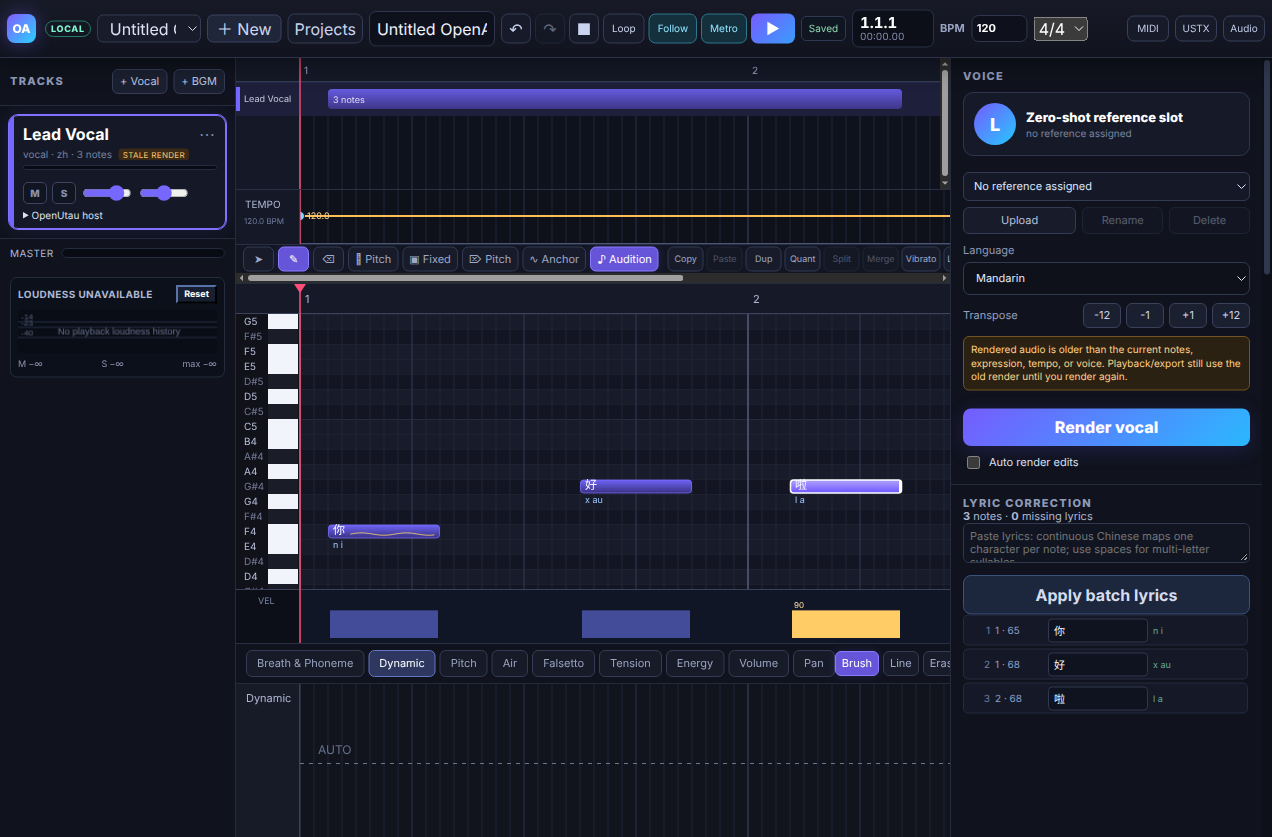 OA LOCAL Untitled ( + New Projects Untitled OpenA Loop Follow Metro Saved 1.1.1 00:00.00 BPM 120 4/4 MIDI USTX Audio
TRACKS + Vocal + BGM
Lead Vocal ...
vocal · zh · 3 notes STALE RENDER
M S
OpenUtau host
MASTER
LOUDNESS UNAVAILABLE Reset
-14
-23
-40
No playback loudness history
M −∞ S −∞ max −∞
1 2
Lead Vocal 3 notes
TEMPO
120.0 BPM
120.0
Pitch Fixed Pitch Anchor Audition Copy Paste Dup Quant Split Merge Vibrato L
1 2
G5
F#5
F5
E5
D#5
D5
C#5
C5
B4
A#4
A4
G#4 好 啦
G4 x au l a
F#4
F4 你
E4 n i
D#4
D4
VEL 90
Breath & Phoneme Dynamic Pitch Air Falsetto Tension Energy Volume Pan Brush Line Eras
Dynamic
AUTO
VOICE
L Zero-shot reference slot
no reference assigned
No reference assigned
Upload Rename Delete
Language
Mandarin
Transpose -12 -1 +1 +12
Rendered audio is older than the current notes,
expression, tempo, or voice. Playback/export still use the
old render until you render again.
Render vocal
Auto render edits
LYRIC CORRECTION
3 notes · 0 missing lyrics
Paste lyrics: continuous Chinese maps one
character per note; use spaces for multi-letter
syllables
Apply batch lyrics
1 1 · 65 你 n i
2 1 · 68 好 x au
3 2 · 68 啦 l a